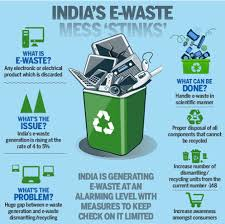 INDIA'S E-WASTE
MESS 'STINKS'
WHAT IS
E-WASTE?
Any electronic or electrical
product which is discarded
WHAT'S THE
ISSUE?
India's e-waste
generation is rising at the
rate of 4 to 5%
WHAT'S THE
PROBLEM?
Huge gap between e-waste
generation and e-waste
dismantling recycling
INDIA IS GENERATING
E-WASTE AT AN
ALARMING LEVEL WITH
MEASURES TO KEEP
CHECK ON IT LIMITED
WHAT CAN BE
DONE?
Handle e-waste in
scientific manner
Proper disposal of all
components that cannot
be recycled
Increase number of
dismantling/
recycling units from the
current number -148
Increase awareness
amongst consumers